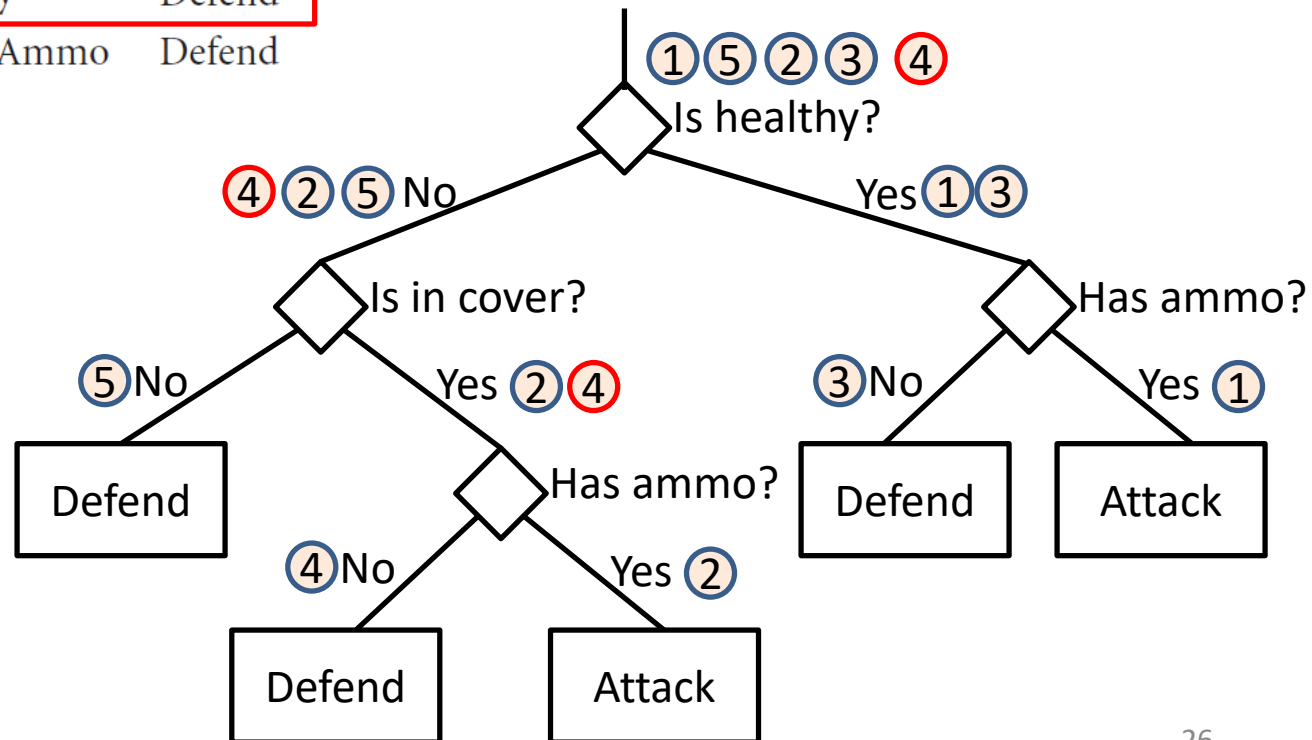 Defend
Ammo Defend
1 5 2 3 4
Is healthy?
4 2 5 No
Yes 1 3
Is in cover?
Has ammo?
5 No
Yes 2 4
3 No
Yes 1
Defend
Has ammo?
Defend
Attack
4 No
Yes 2
Defend
Attack